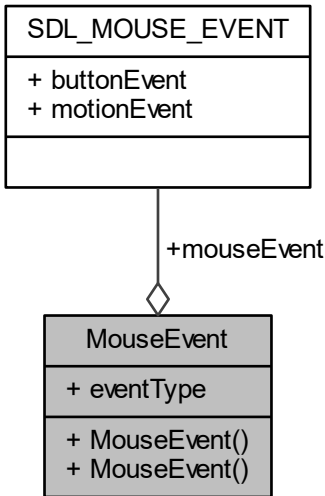 SDL_MOUSE_EVENT
+ buttonEvent
+ motionEvent
+mouseEvent
MouseEvent
+ eventType
+ MouseEvent()
+ MouseEvent()